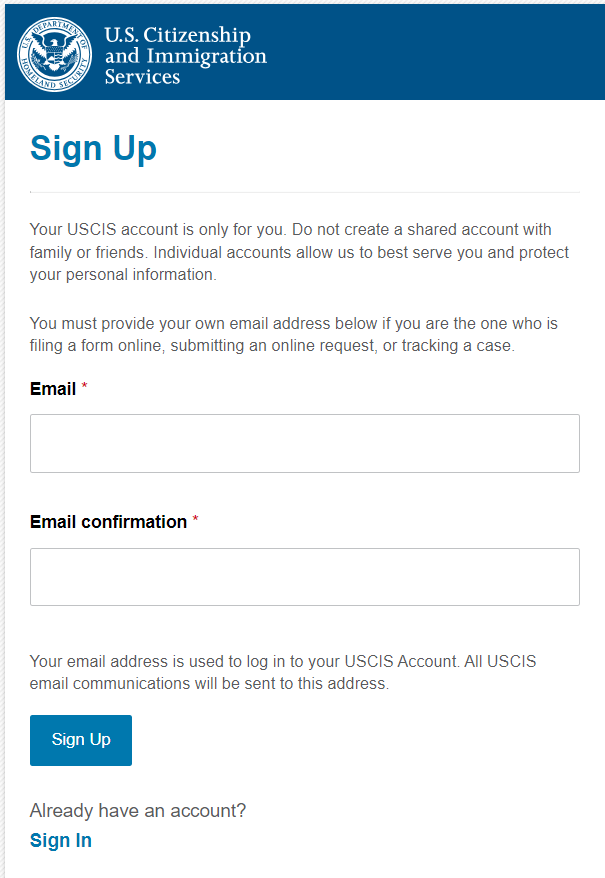 U.S. DEPARTMENT OF
HOMELAND SECURITY
U.S. Citizenship
and Immigration
Services
Sign Up
Your USCIS account is only for you. Do not create a shared account with
family or friends. Individual accounts allow us to best serve you and protect
your personal information.
You must provide your own email address below if you are the one who is
filing a form online, submitting an online request, or tracking a case.
Email *
Email confirmation *
Your email address is used to log in to your USCIS Account. All USCIS
email communications will be sent to this address.
Sign Up
Already have an account?
Sign In